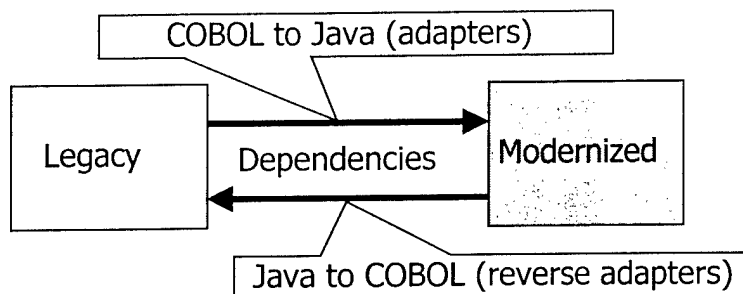 COBOL to Java (adapters)
Legacy
Dependencies
Modernized
Java to COBOL (reverse adapters)